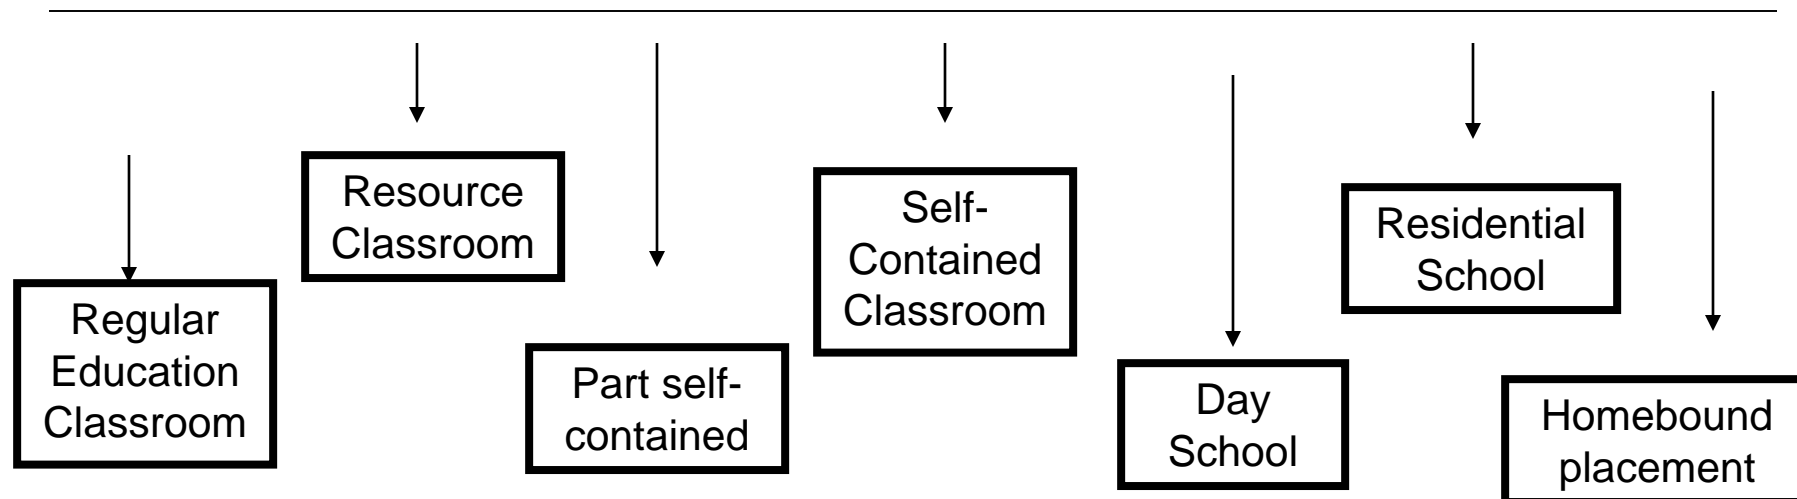 Regular
Education
Classroom
Resource
Classroom
Part self-
contained
Self-
Contained
Classroom
Day
School
Residential
School
Homebound
placement